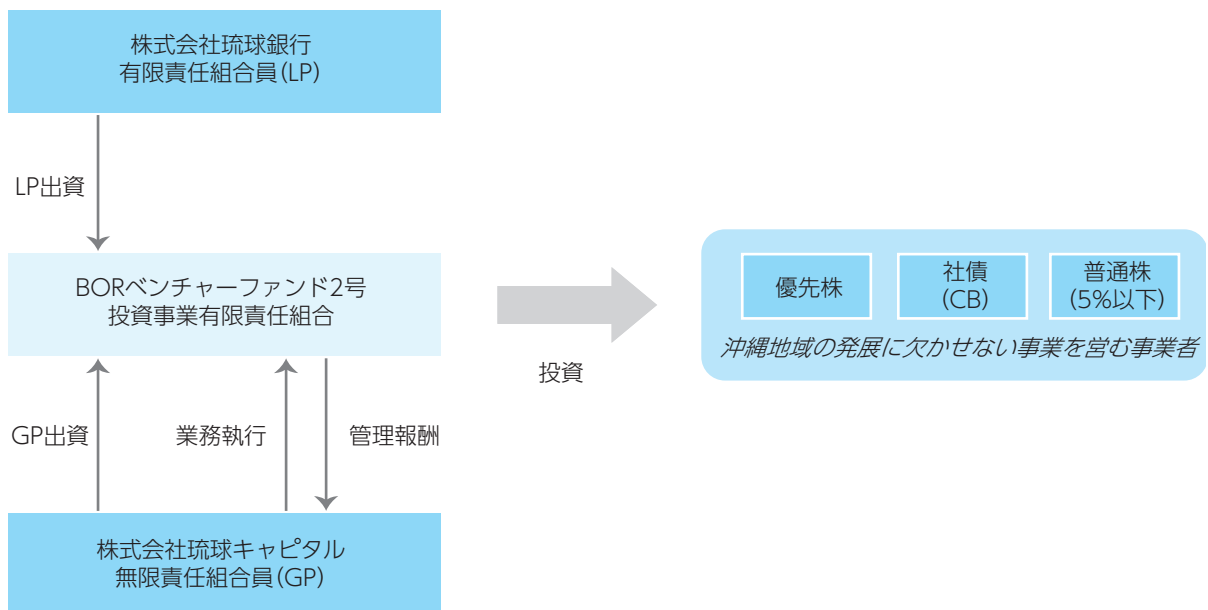 株式会社琉球銀行
有限責任組合員(LP)
LP出資
BORベンチャーファンド2号
投資事業有限責任組合
GP出資
業務執行
管理報酬
株式会社琉球キャピタル
無限責任組合員(GP)
投資
優先株
社債
(CB)
普通株
(5%以下)
沖縄地域の発展に欠かせない事業を営む事業者